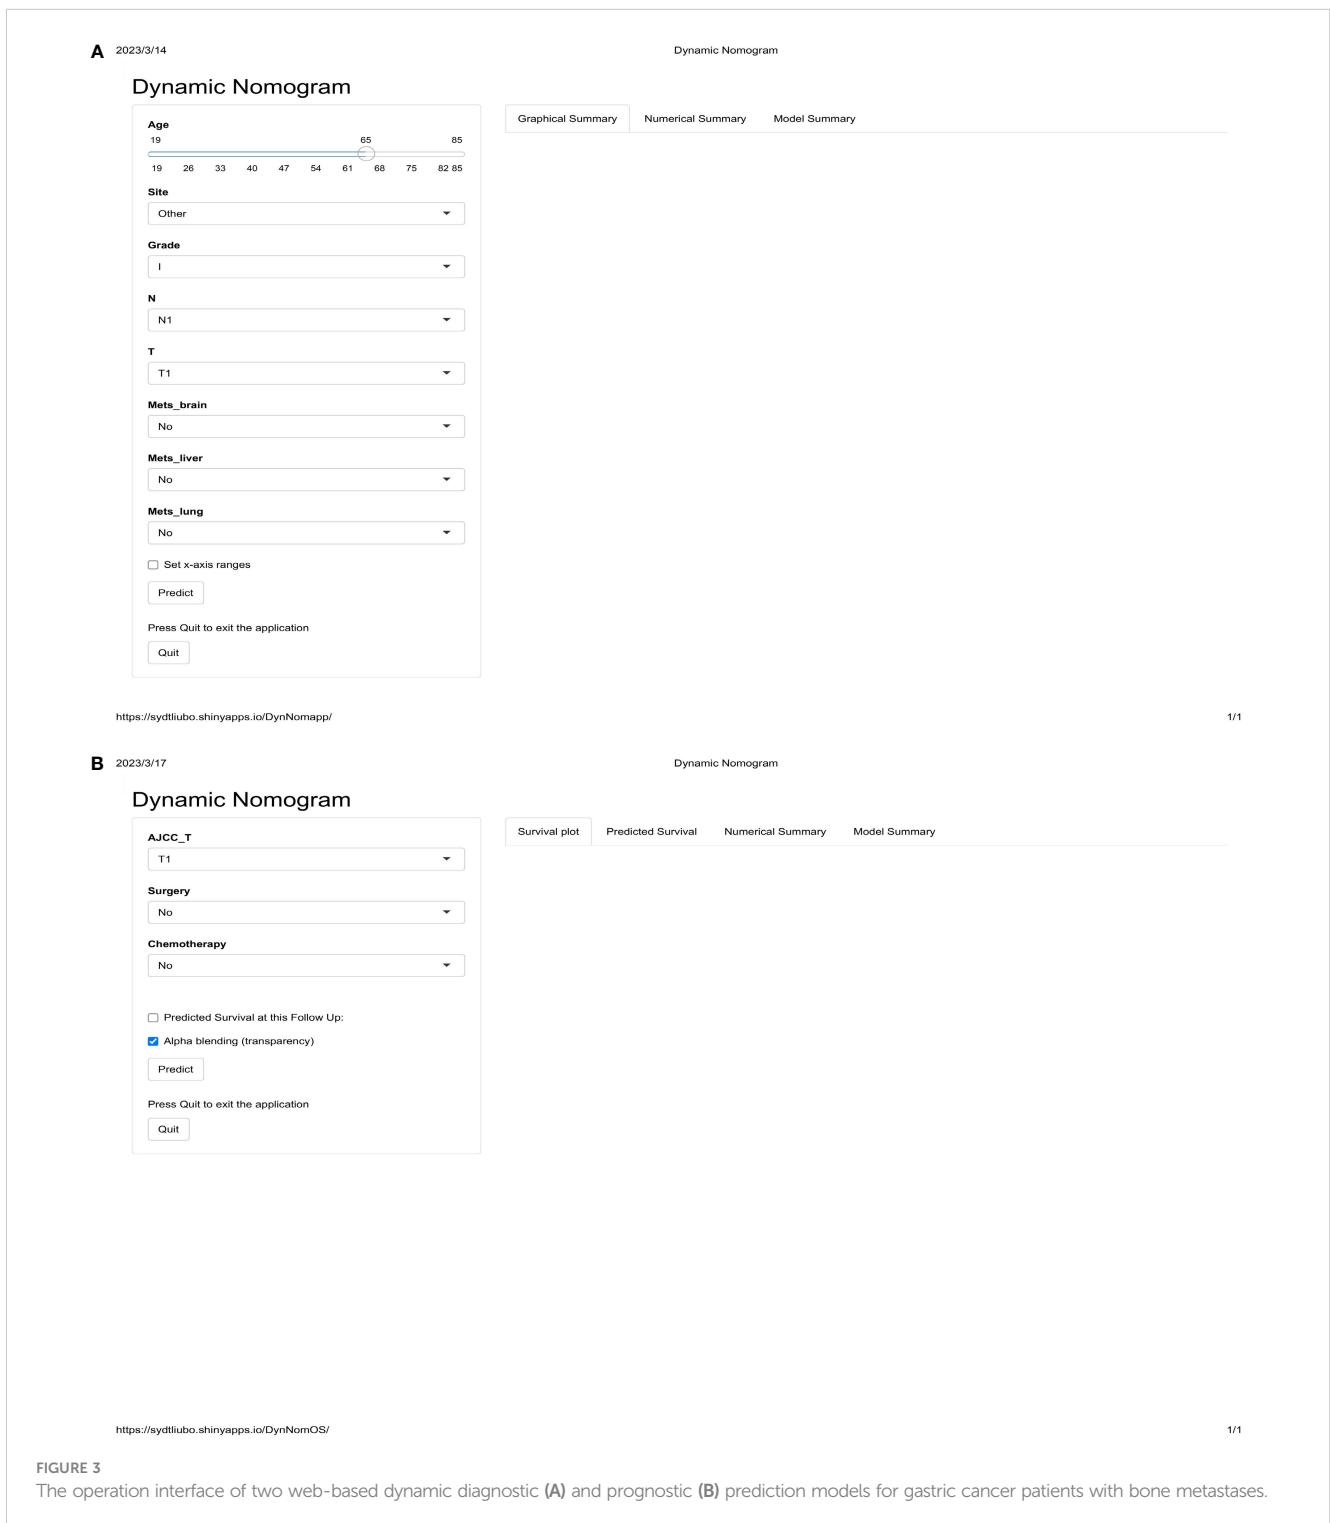 A 2023/3/14 Dynamic Nomogram
Dynamic Nomogram
Graphical Summary Numerical Summary Model Summary
Age
19 65 85
19 26 33 40 47 54 61 68 75 82 85
Site
Other
Grade
I
N
N1
T
T1
Mets_brain
No
Mets_liver
No
Mets_lung
No
Set x-axis ranges
Predict
Press Quit to exit the application
Quit
https://sydtliubo.shinyapps.io/DynNomapp/ 1/1
B 2023/3/17 Dynamic Nomogram
Dynamic Nomogram
Survival plot Predicted Survival Numerical Summary Model Summary
AJCC_T
T1
Surgery
No
Chemotherapy
No
Predicted Survival at this Follow Up:
Alpha blending (transparency)
Predict
Press Quit to exit the application
Quit
https://sydtliubo.shinyapps.io/DynNomOS/ 1/1
FIGURE 3
The operation interface of two web-based dynamic diagnostic (A) and prognostic (B) prediction models for gastric cancer patients with bone metastases.